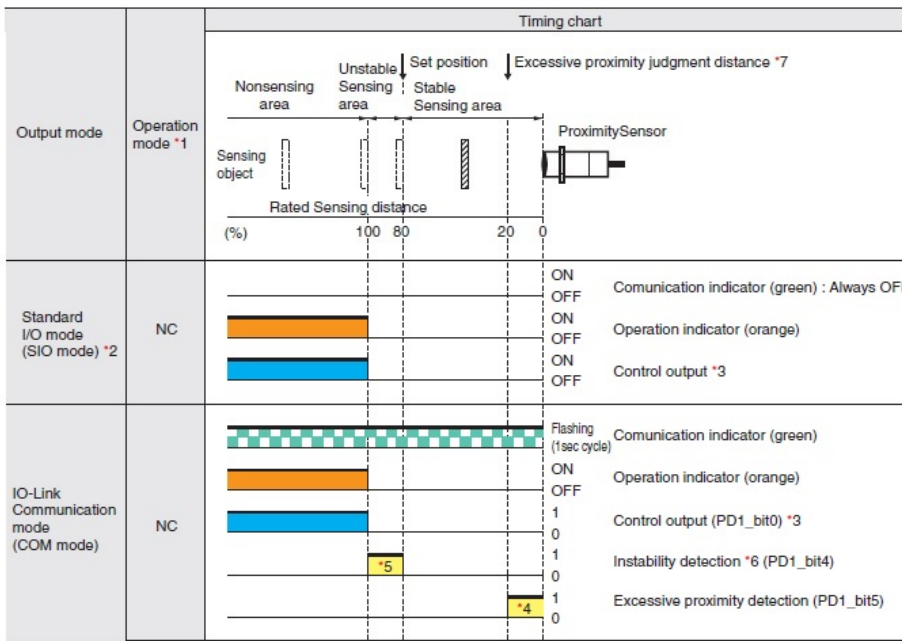 Timing chart
Output mode
Operation
mode *1
Nonsensing
area
Unstable
Sensing
area
Set position
Stable
Sensing area
Excessive proximity judgment distance *7
ProximitySensor
Sensing
object
Rated Sensing distance
(%) 100 80 20 0
Standard
I/O mode
(SIO mode) *2
NC
ON
OFF
Comunication indicator (green) : Always OF
ON
OFF
Operation indicator (orange)
ON
OFF
Control output *3
IO-Link
Communication
mode
(COM mode)
NC
Flashing
(1sec cycle)
Comunication indicator (green)
ON
OFF
Operation indicator (orange)
1
0
Control output (PD1_bit0) *3
*5
1
0
Instability detection *6 (PD1_bit4)
*4
1
0
Excessive proximity detection (PD1_bit5)